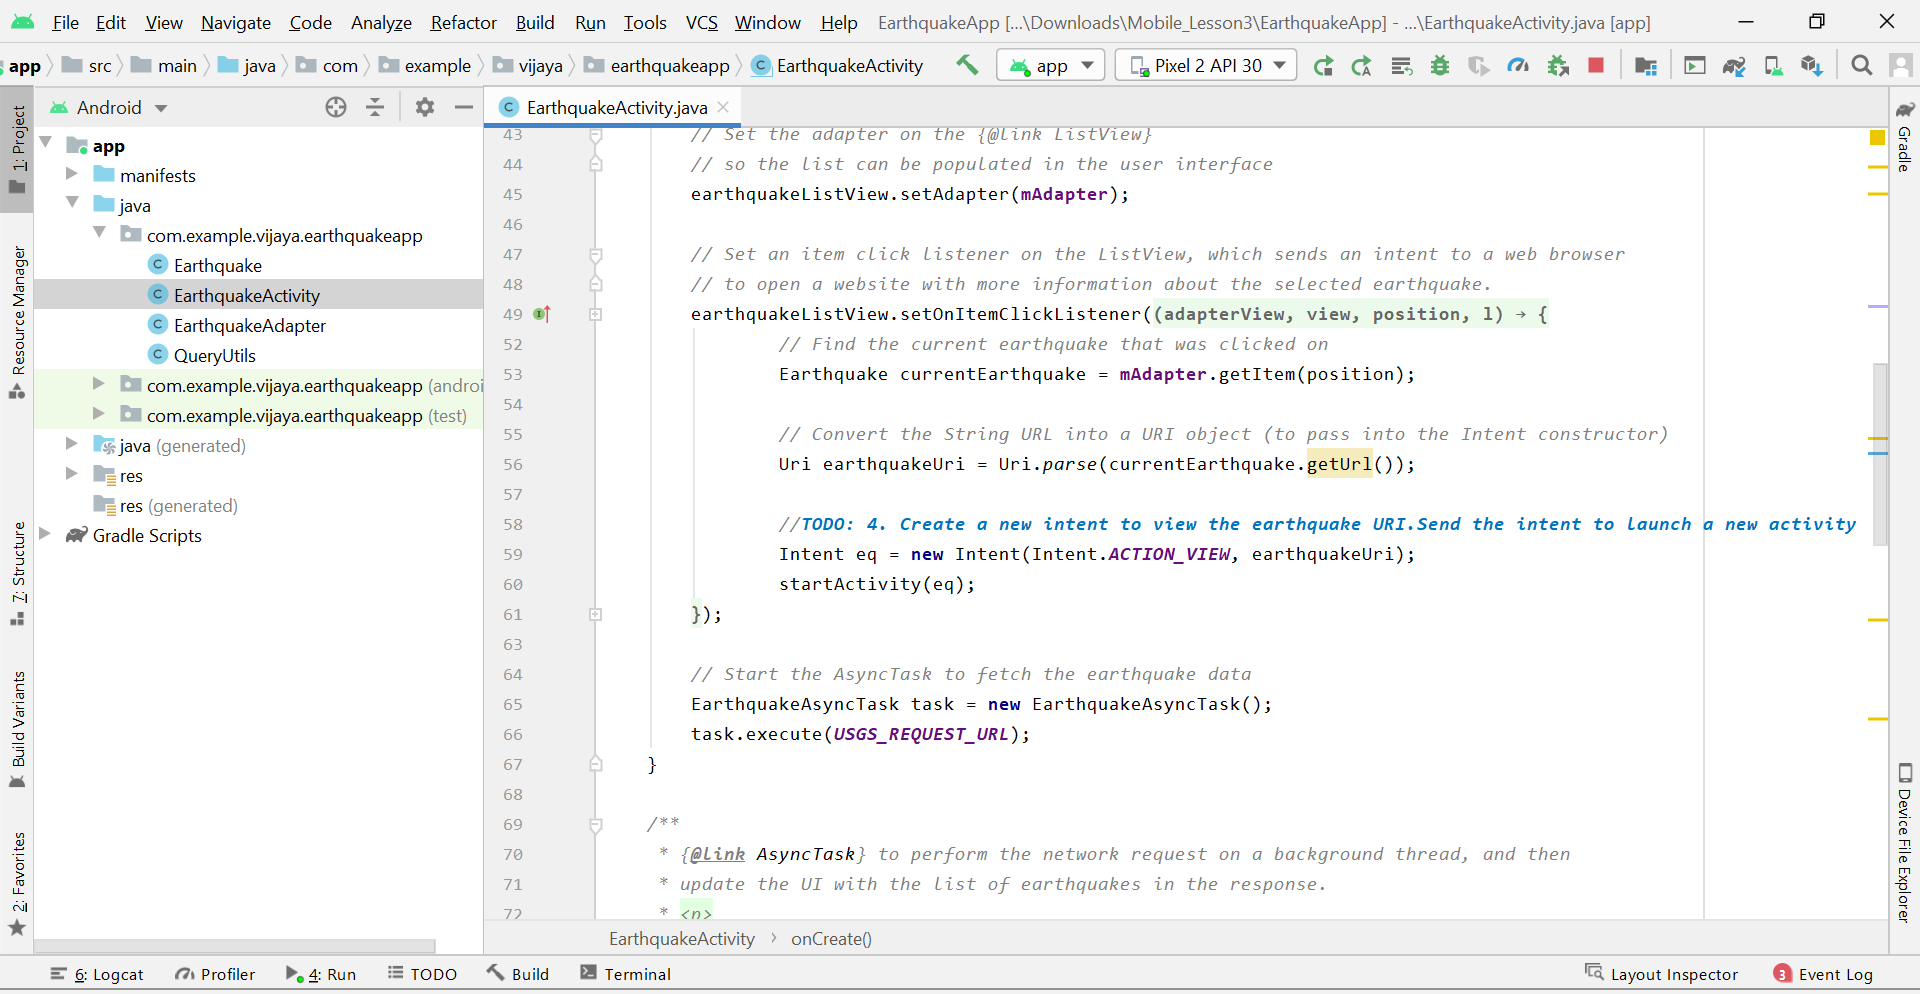 File Edit View Navigate Code Analyze Refactor Build Run Tools VCS Window Help EarthquakeApp [...\Downloads\Mobile_Lesson3\EarthquakeApp] - ...\EarthquakeActivity.java [app]
app src main java com example vijaya earthquakeapp EarthquakeActivity app Pixel 2 API 30
Android
EarthquakeActivity.java
1: Project
Resource Manager
7: Structure
Build Variants
2: Favorites
app
manifests
java
com.example.vijaya.earthquakeapp
Earthquake
EarthquakeActivity
EarthquakeAdapter
QueryUtils
com.example.vijaya.earthquakeapp (androi
com.example.vijaya.earthquakeapp (test)
java (generated)
res
res (generated)
Gradle Scripts
43 // Set the adapter on the {@link ListView}
44 // so the list can be populated in the user interface
45 earthquakeListView.setAdapter(mAdapter);
46
47 // Set an item click listener on the ListView, which sends an intent to a web browser
48 // to open a website with more information about the selected earthquake.
49 earthquakeListView.setOnItemClickListener((adapterView, view, position, l) → {
52 // Find the current earthquake that was clicked on
53 Earthquake currentEarthquake = mAdapter.getItem(position);
54
55 // Convert the String URL into a URI object (to pass into the Intent constructor)
56 Uri earthquakeUri = Uri.parse(currentEarthquake.getUrl());
57
58 //TODO: 4. Create a new intent to view the earthquake URI.Send the intent to launch a new activity
59 Intent eq = new Intent(Intent.ACTION_VIEW, earthquakeUri);
60 startActivity(eq);
61 });
63
64 // Start the AsyncTask to fetch the earthquake data
65 EarthquakeAsyncTask task = new EarthquakeAsyncTask();
66 task.execute(USGS_REQUEST_URL);
67 }
68
69 /**
70 * {@link AsyncTask} to perform the network request on a background thread, and then
71 * update the UI with the list of earthquakes in the response.
72 * <p>
Gradle
Device File Explorer
EarthquakeActivity › onCreate()
6: Logcat Profiler 4: Run TODO Build Terminal Layout Inspector 3 Event Log